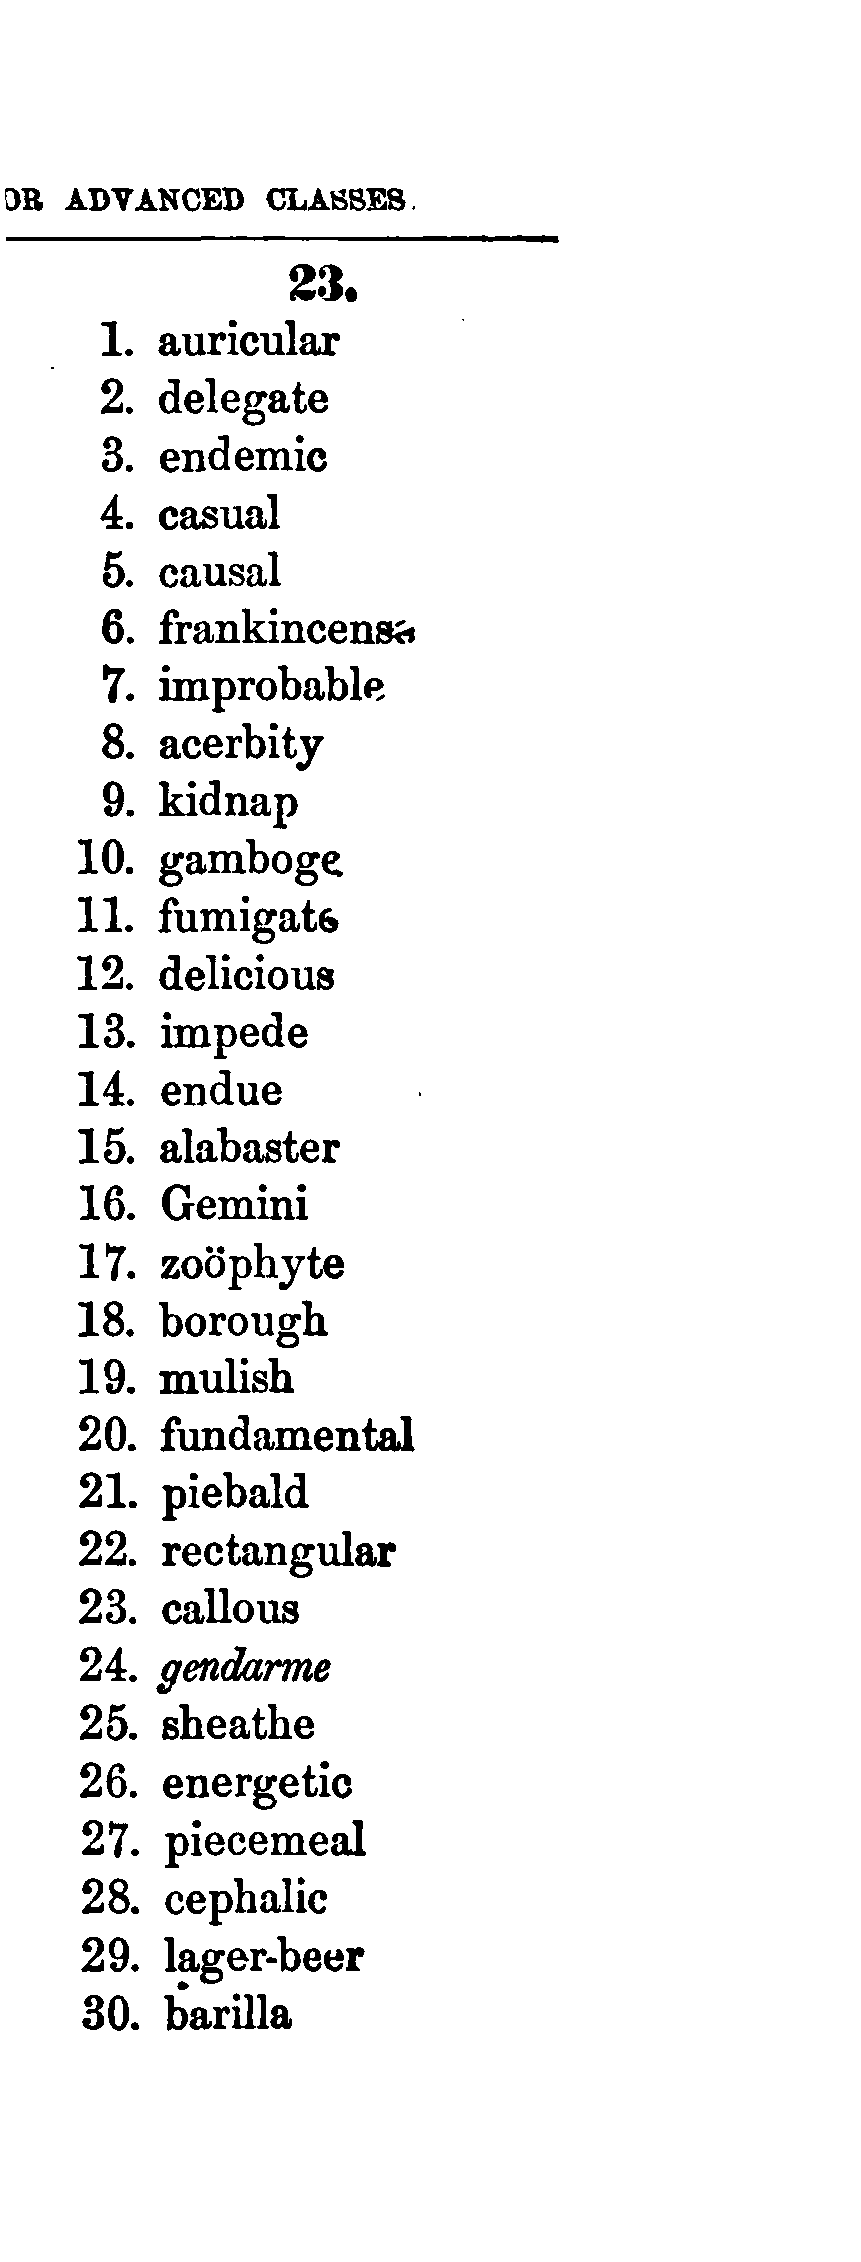 OR ADVANCED CLASSES.
23.
1. auricular
2. delegate
3. endemic
4. casual
5. causal
6. frankincense
7. improbable
8. acerbity
9. kidnap
10. gamboge
11. fumigate
12. delicious
13. impede
14. endue
15. alabaster
16. Gemini
17. zoöphyte
18. borough
19. mulish
20. fundamental
21. piebald
22. rectangular
23. callous
24. gendarme
25. sheathe
26. energetic
27. piecemeal
28. cephalic
29. lager-beer
30. barilla